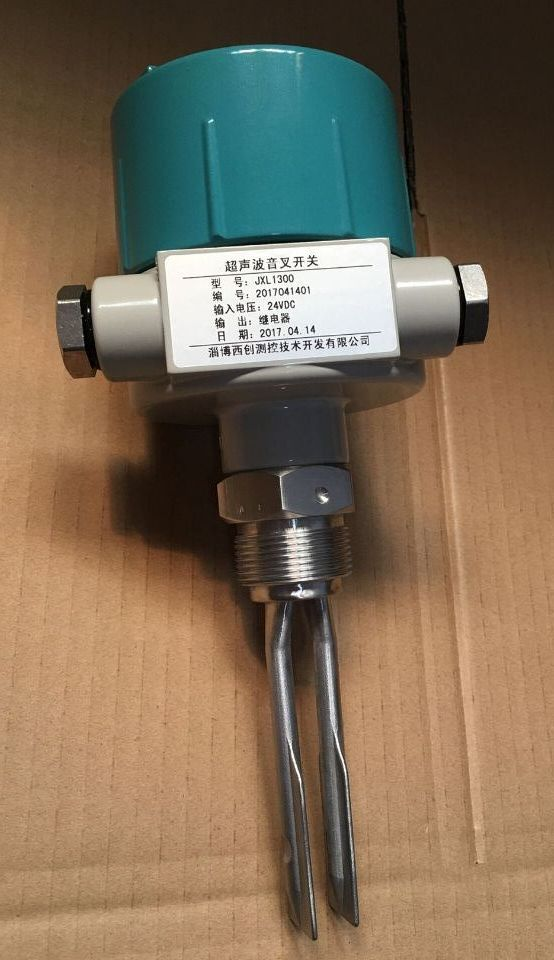 超声波音叉开关
型 号: JXL1300
编 号: 2017041401
输入电压: 24VDC
输 出: 继电器
日 期: 2017.04.14
淄博西创测控技术开发有限公司